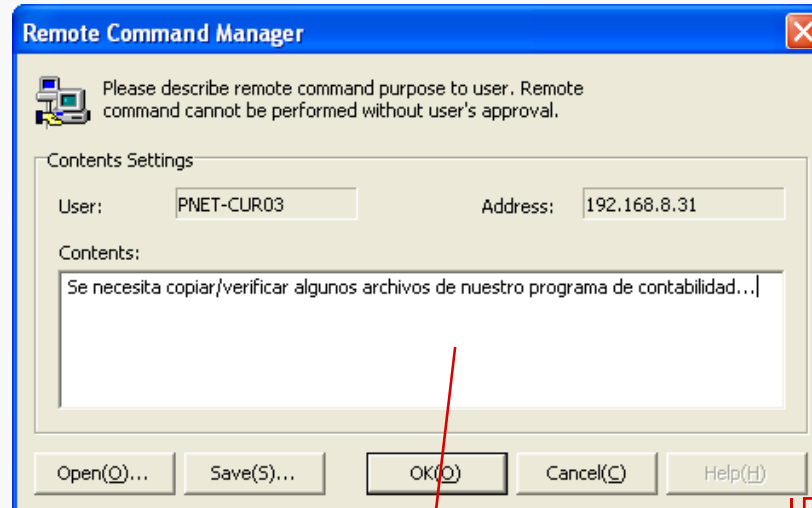 Remote Command Manager
Please describe remote command purpose to user. Remote
command cannot be performed without user's approval.
Contents Settings
User: PNET-CUR03 Address: 192.168.8.31
Contents:
Se necesita copiar/verificar algunos archivos de nuestro programa de contabilidad...
Open(O)... Save(S)... OK(O) Cancel(C) Help(H)